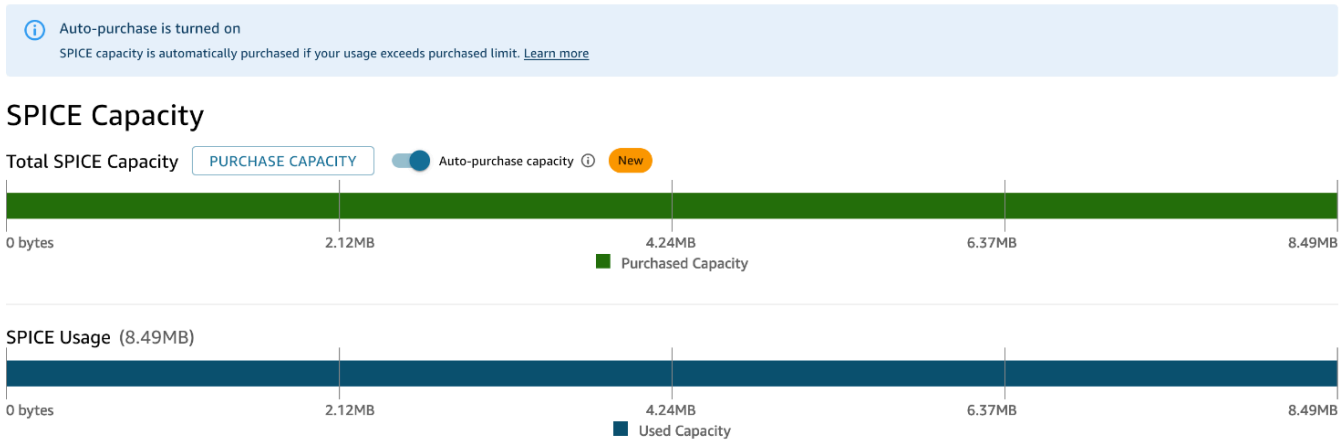 Auto-purchase is turned on
SPICE capacity is automatically purchased if your usage exceeds purchased limit. Learn more
SPICE Capacity
Total SPICE Capacity PURCHASE CAPACITY Auto-purchase capacity New
0 bytes 2.12MB 4.24MB 6.37MB 8.49MB
Purchased Capacity
SPICE Usage (8.49MB)
0 bytes 2.12MB 4.24MB 6.37MB 8.49MB
Used Capacity